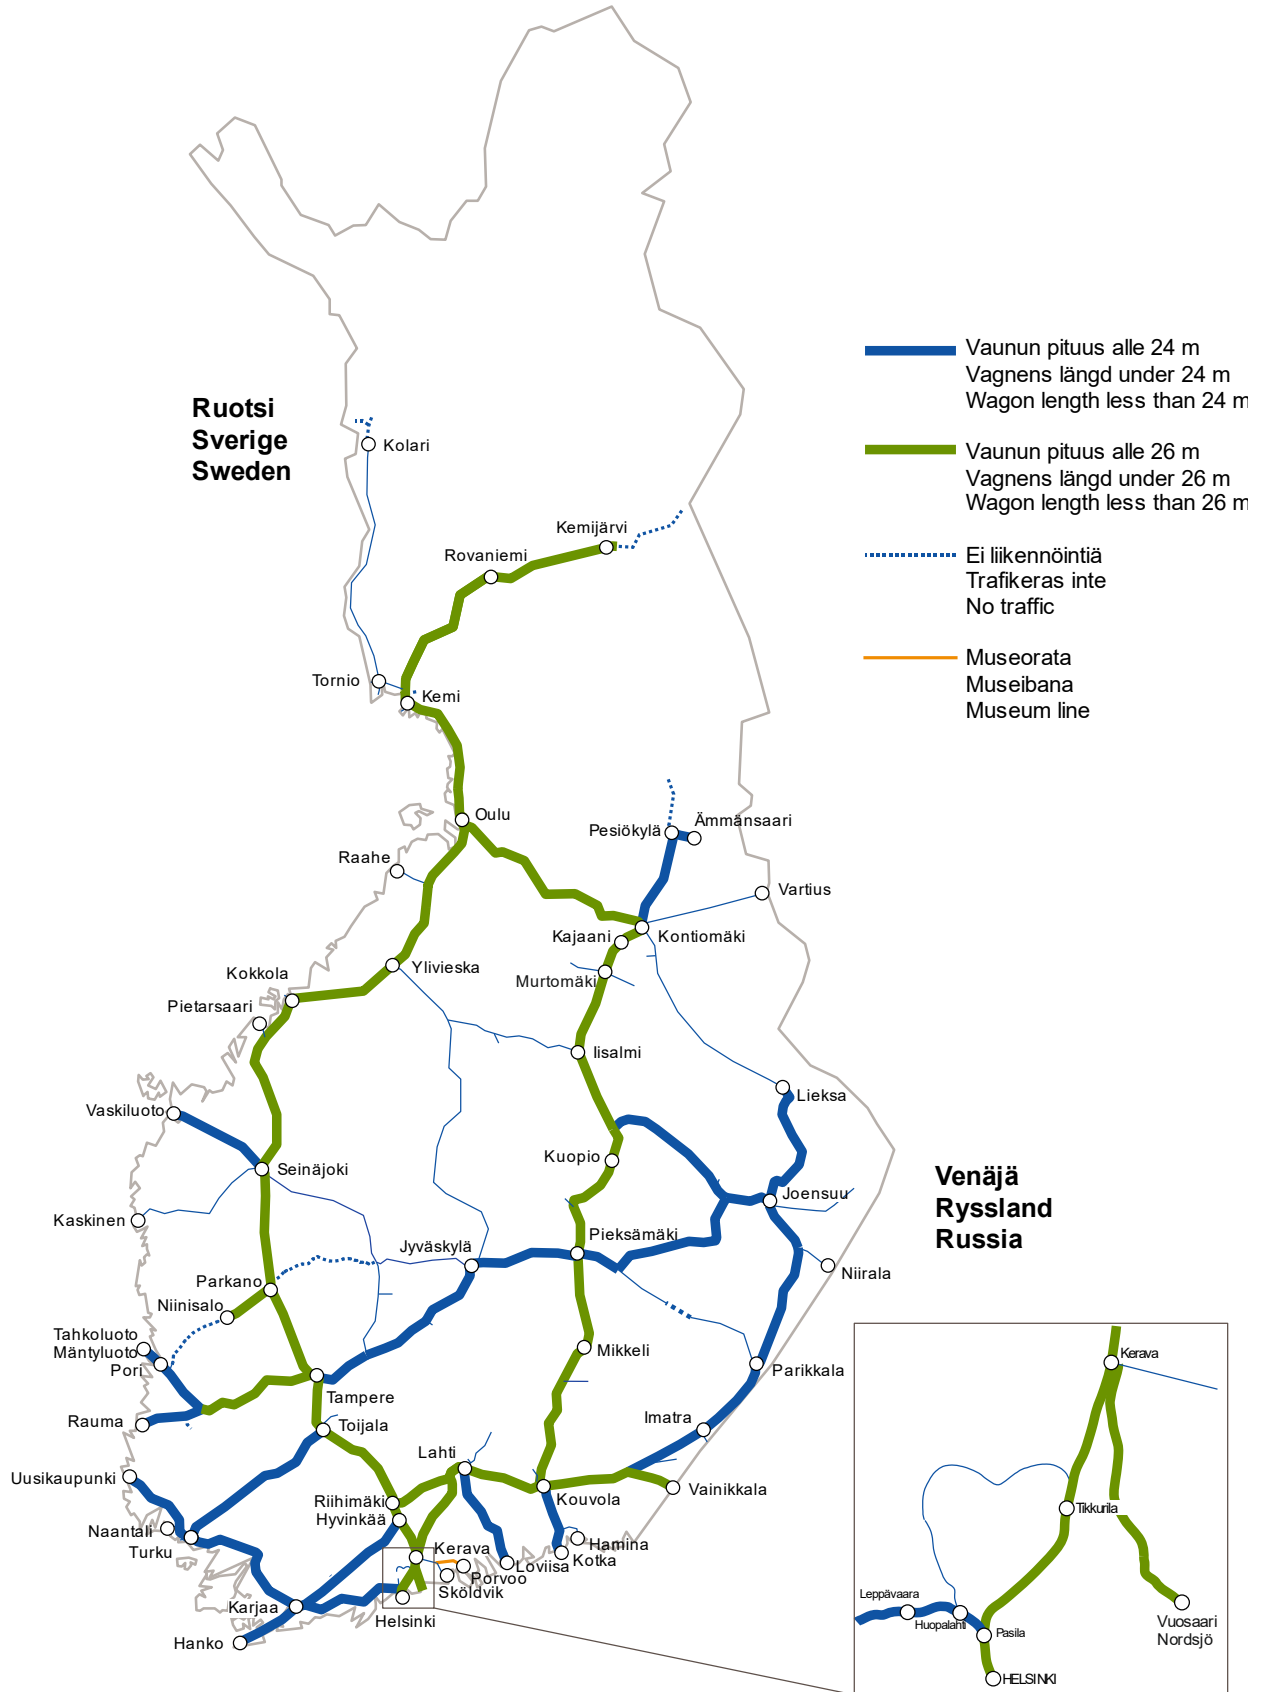 Vaunun pituus alle 24 m
Vagnens längd under 24 m
Wagon length less than 24 m
Ruotsi
Sverige
Sweden
Kolari
Vaunun pituus alle 26 m
Vagnens längd under 26 m
Wagon length less than 26 m
Kemijärvi
Rovaniemi
Ei liikennöintiä
Trafikeras inte
No traffic
Museorata
Museibana
Museum line
Tornio
Kemi
Oulu
Ämmänsaari
Pesiökylä
Raahe
Vartius
Kajaani
Kontiomäki
Ylivieska
Kokkola
Murtomäki
Pietarsaari
Iisalmi
Lieksa
Vaskiluoto
Kuopio
Seinäjoki
Venäjä
Ryssland
Russia
Joensuu
Kaskinen
Pieksämäki
Jyväskylä
Niirala
Parkano
Niinisalo
Tahkoluoto
Mäntyluoto
Pori
Mikkeli
Parikkala
Tampere
Rauma
Toijala
Imatra
Lahti
Uusikaupunki
Kouvola
Vainikkala
Riihimäki
Hyvinkää
Naantali
Turku
Kerava
Hamina
Kotka
Loviisa
Porvoo
Sköldvik
Karjaa
Helsinki
Hanko
Kerava
Tikkurila
Leppävaara
Huopalahti
Pasila
Vuosaari
Nordsjö
HELSINKI